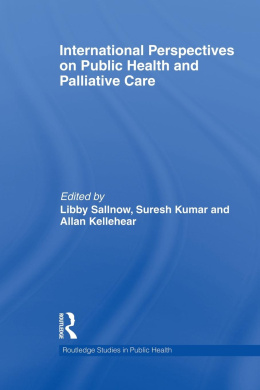 International Perspectives
on Public Health and
Palliative Care
Edited by
Libby Sallnow, Suresh Kumar and
Allan Kellehear
ROUTLEDGE
Routledge Studies in Public Health